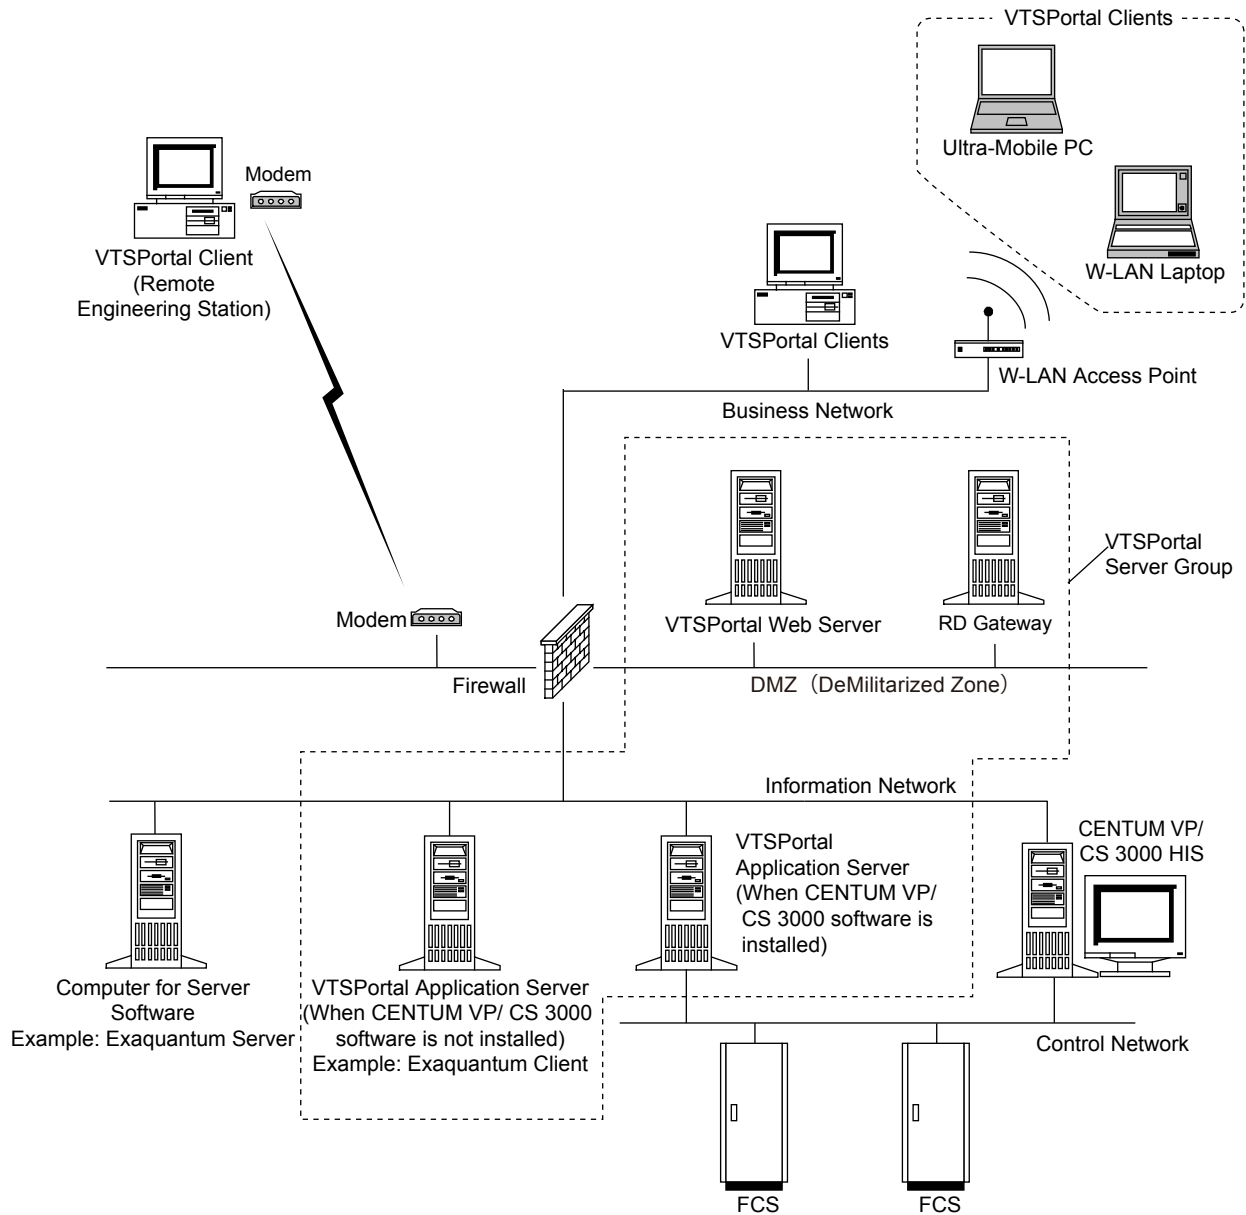 VTSPortal Clients
Ultra-Mobile PC
W-LAN Laptop
Modem
VTSPortal Client
(Remote
Engineering Station)
VTSPortal Clients
W-LAN Access Point
Business Network
VTSPortal
Server Group
Modem
VTSPortal Web Server
RD Gateway
Firewall
DMZ（DeMilitarized Zone）
Information Network
Computer for Server
Software
Example: Exaquantum Server
VTSPortal Application Server
(When CENTUM VP/ CS 3000
software is not installed)
Example: Exaquantum Client
VTSPortal
Application Server
(When CENTUM VP/
CS 3000 software is
installed)
CENTUM VP/
CS 3000 HIS
Control Network
FCS
FCS